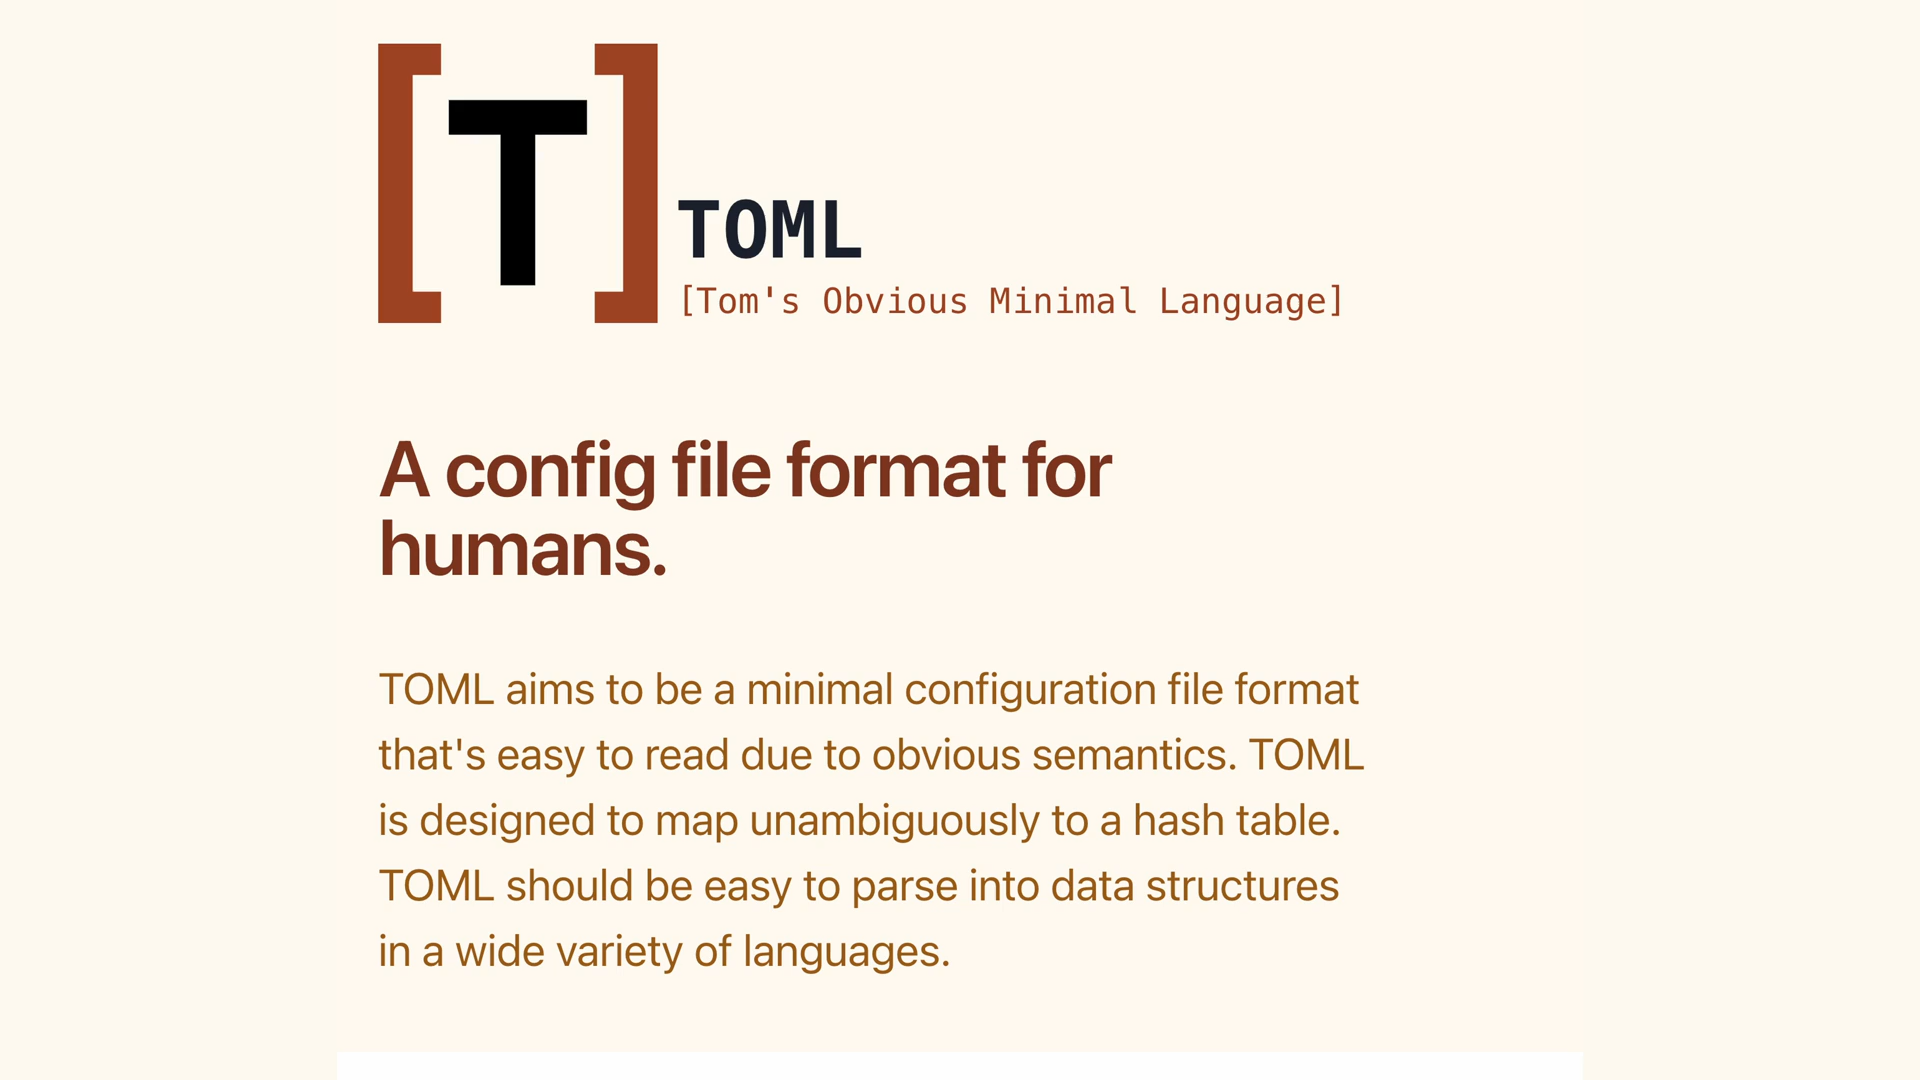 [T]
TOML
[Tom's Obvious Minimal Language]
A config file format for
humans.
TOML aims to be a minimal configuration file format
that's easy to read due to obvious semantics. TOML
is designed to map unambiguously to a hash table.
TOML should be easy to parse into data structures
in a wide variety of languages.